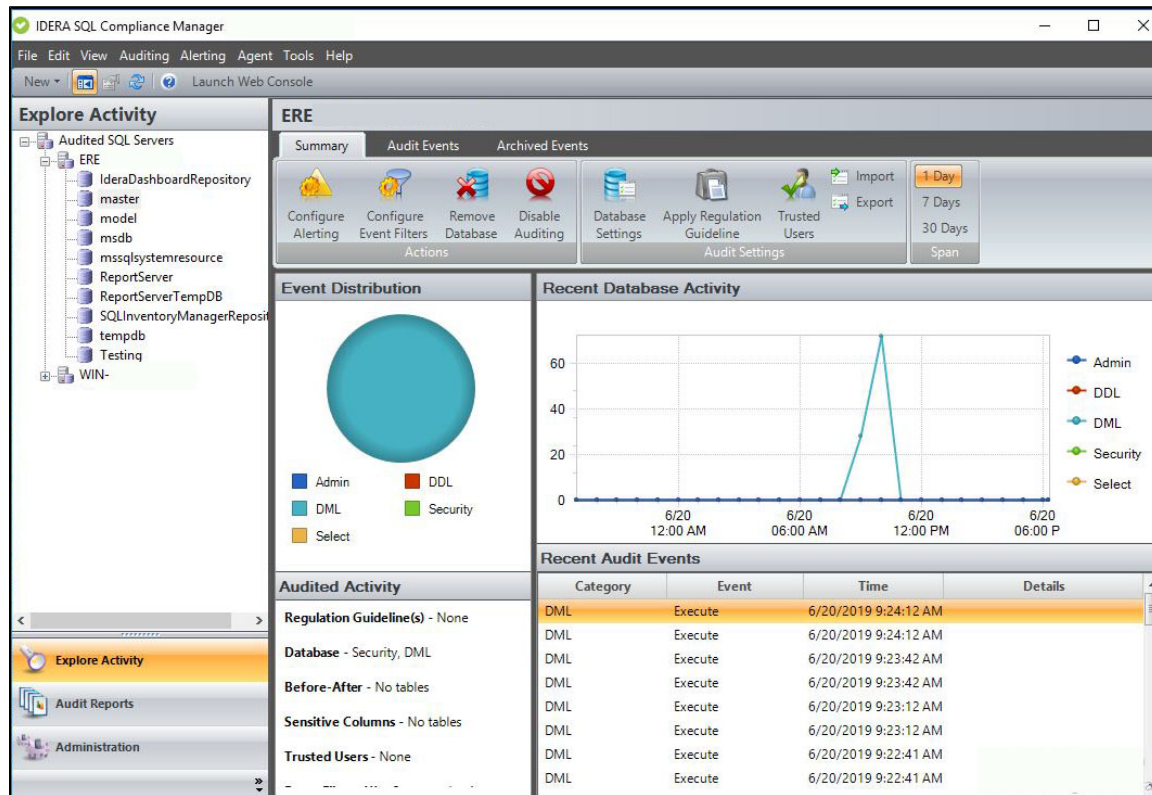 IDERA SQL Compliance Manager
File Edit View Auditing Alerting Agent Tools Help
New Launch Web Console
Explore Activity
Audited SQL Servers
ERE
IderaDashboardRepository
master
model
msdb
mssqlsystemresource
ReportServer
ReportServerTempDB
SQLInventoryManagerReposit
tempdb
Testing
WIN-
Explore Activity
Audit Reports
Administration
ERE
Summary Audit Events Archived Events
Configure Alerting
Configure Event Filters
Remove Database
Disable Auditing
Actions
Database Settings
Apply Regulation Guideline
Trusted Users
Import
Export
Audit Settings
1 Day
7 Days
30 Days
Span
Event Distribution
Admin DDL
DML Security
Select
Recent Database Activity
60
40
20
0
6/20 6/20 6/20 6/20
12:00 AM 06:00 AM 12:00 PM 06:00 P
Admin
DDL
DML
Security
Select
Audited Activity
Regulation Guideline(s) - None
Database - Security, DML
Before-After - No tables
Sensitive Columns - No tables
Trusted Users - None
Recent Audit Events
Category Event Time Details
DML Execute 6/20/2019 9:24:12 AM
DML Execute 6/20/2019 9:24:12 AM
DML Execute 6/20/2019 9:23:42 AM
DML Execute 6/20/2019 9:23:42 AM
DML Execute 6/20/2019 9:23:12 AM
DML Execute 6/20/2019 9:23:12 AM
DML Execute 6/20/2019 9:22:41 AM
DML Execute 6/20/2019 9:22:41 AM